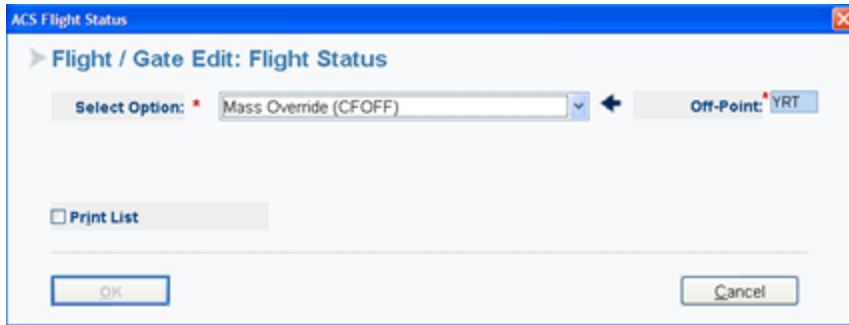 ACS Flight Status
Flight / Gate Edit: Flight Status
Select Option: * Mass Override (CFOFF) Off-Point:* YRT
Print List
OK Cancel